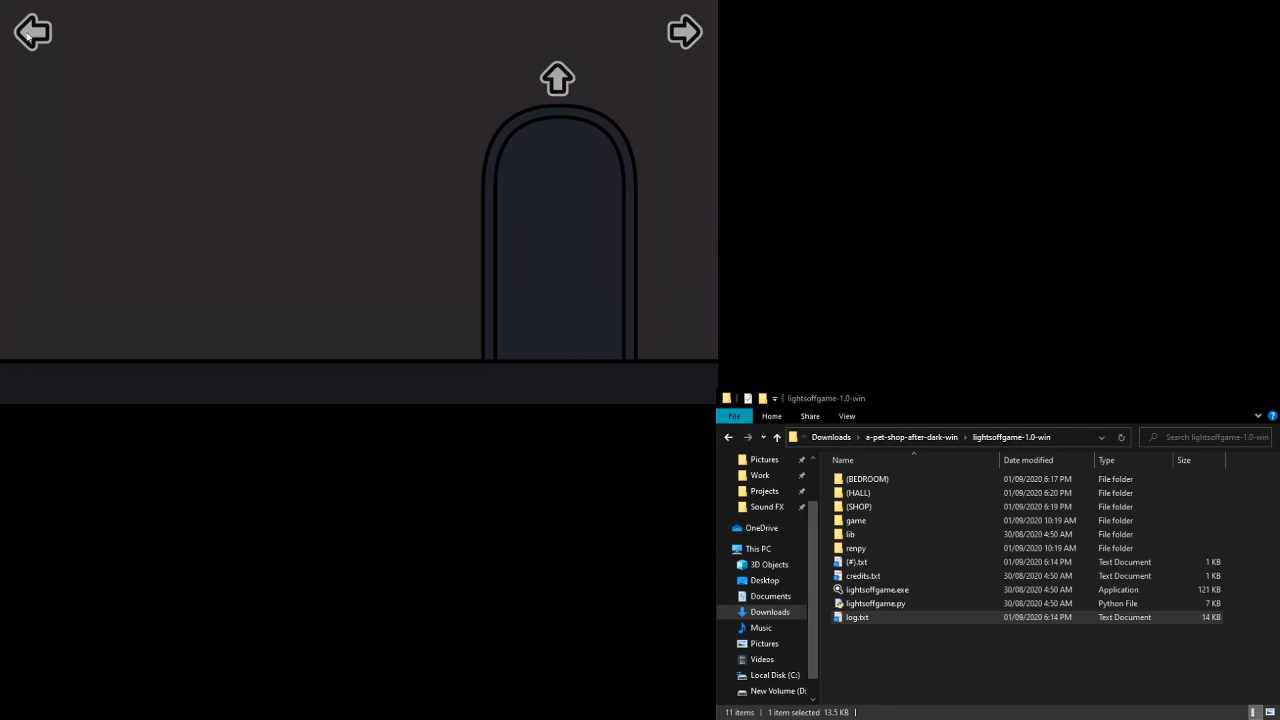 lightsoffgame-1.0-win
File Home Share View
Downloads › a-pet-shop-after-dark-win › lightsoffgame-1.0-win
Search lightsoffgame-1.0-win
Name Date modified Type Size
Pictures
Work
Projects
Sound FX
OneDrive
This PC
3D Objects
Desktop
Documents
Downloads
Music
Pictures
Videos
Local Disk (C:)
New Volume (D:
(BEDROOM) 01/09/2020 6:17 PM File folder
(HALL) 01/09/2020 6:20 PM File folder
(SHOP) 01/09/2020 6:19 PM File folder
game 01/09/2020 10:19 AM File folder
lib 30/08/2020 4:50 AM File folder
renpy 01/09/2020 10:19 AM File folder
(#).txt 01/09/2020 6:14 PM Text Document 1 KB
credits.txt 30/08/2020 4:50 AM Text Document 1 KB
lightsoffgame.exe 30/08/2020 4:50 AM Application 121 KB
lightsoffgame.py 30/08/2020 4:50 AM Python File 7 KB
log.txt 01/09/2020 6:14 PM Text Document 14 KB
11 items 1 item selected 13.5 KB